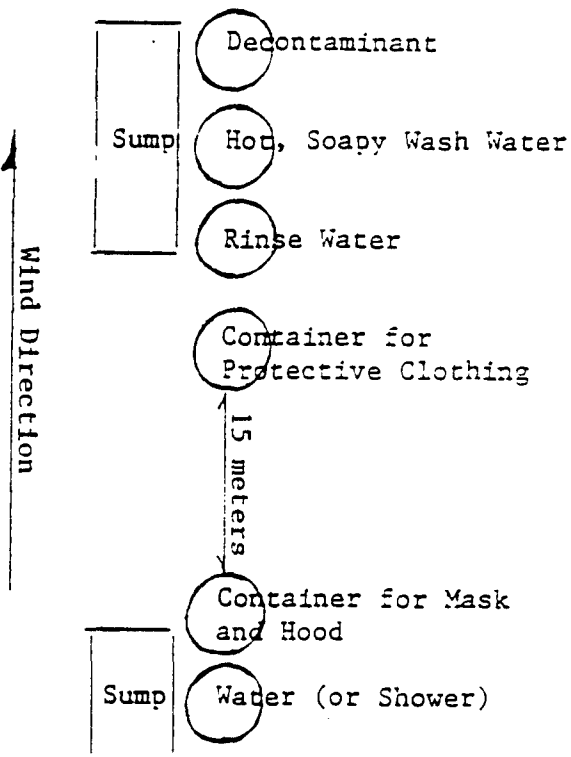 Decontaminant
Sump
Hot, Soapy Wash Water
Rinse Water
Wind Direction
Container for
Protective Clothing
15 meters
Container for Mask
and Hood
Sump
Water (or Shower)